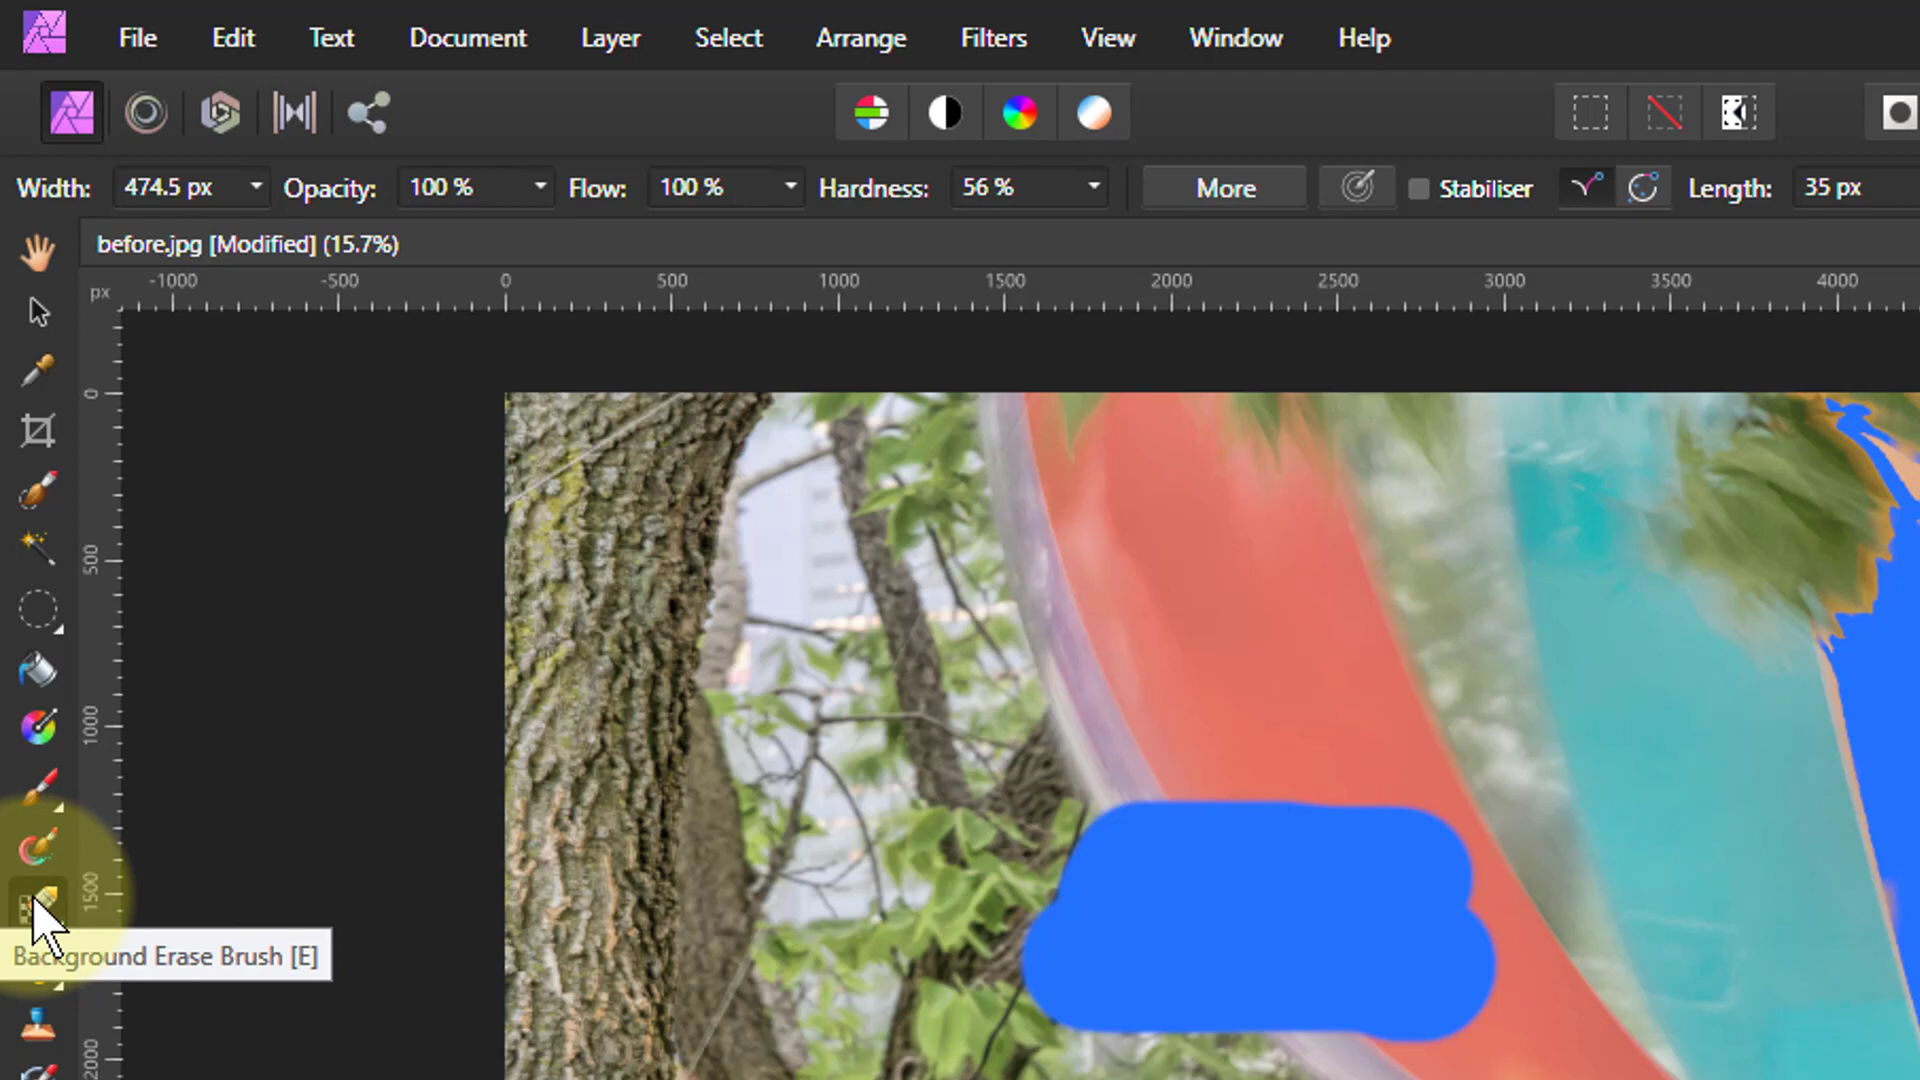 File Edit Text Document Layer Select Arrange Filters View Window Help
Width: 474.5 px Opacity: 100 % Flow: 100 % Hardness: 56 % More Stabiliser Length: 35 px
before.jpg [Modified] (15.7%)
px -1000 -500 0 500 1000 1500 2000 2500 3000 3500 4000
0
500
1000
1500
Background Erase Brush [E]
2000